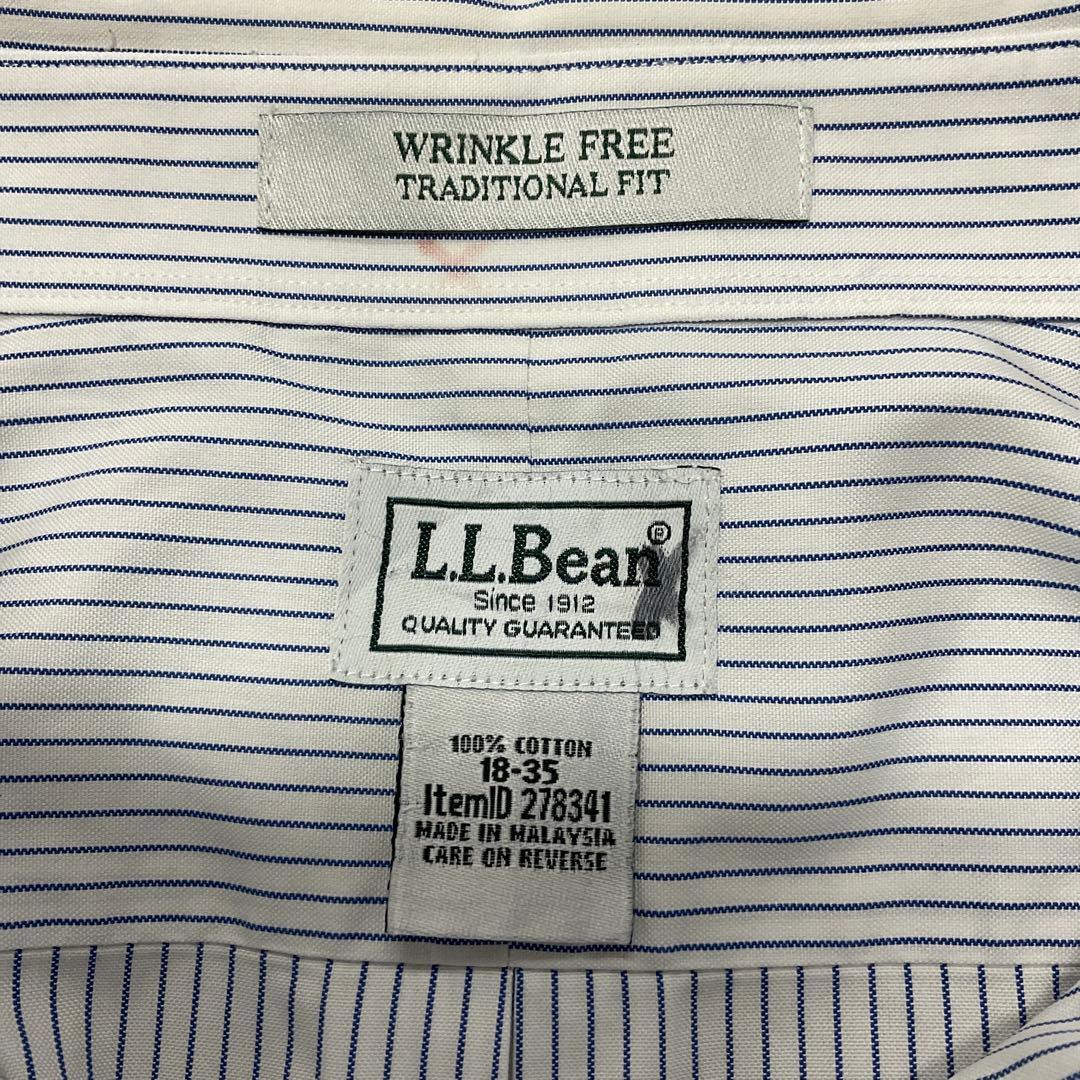 WRINKLE FREE
TRADITIONAL FIT
L.L.Bean®
Since 1912
QUALITY GUARANTEED
100% COTTON
18-35
ItemID 278341
MADE IN MALAYSIA
CARE ON REVERSE